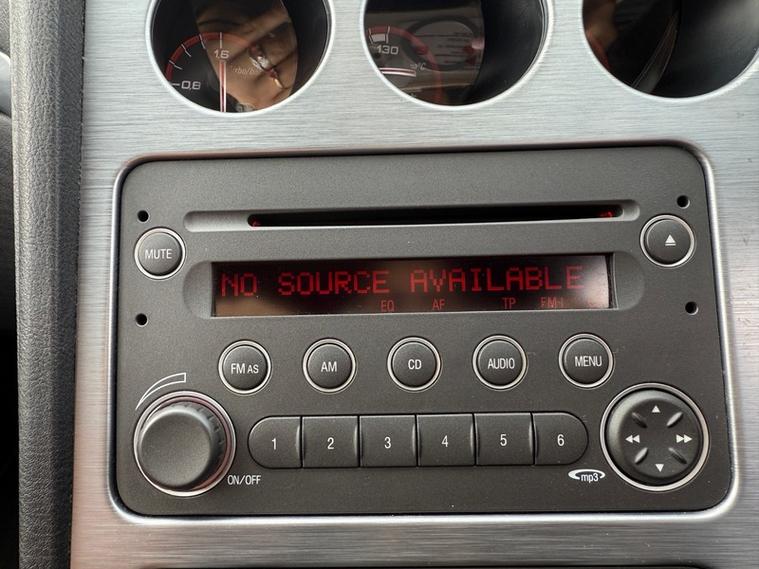 1.6
0.8
130
°C
MUTE
NO SOURCE AVAILABLE
EQ AF TP FM-I
FM AS AM CD AUDIO MENU
1 2 3 4 5 6
ON/OFF
mp3